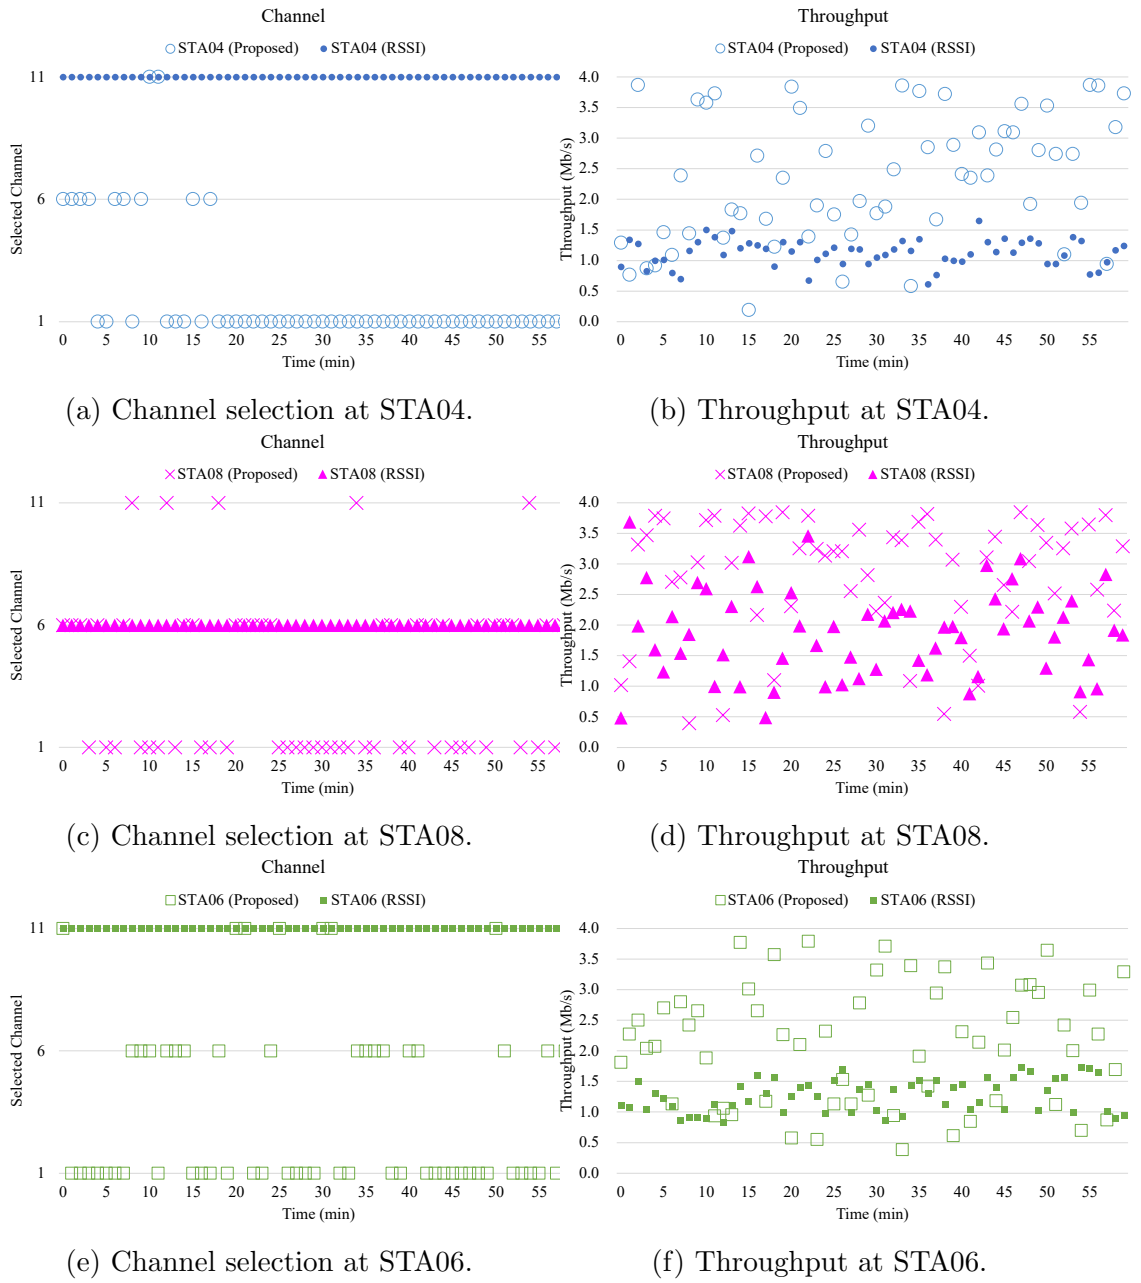 Channel
STA04 (Proposed) STA04 (RSSI)
11
6
1
Selected Channel
0 5 10 15 20 25 30 35 40 45 50 55
Time (min)
(a) Channel selection at STA04.
Throughput
STA04 (Proposed) STA04 (RSSI)
4.0
3.5
3.0
2.5
2.0
1.5
1.0
0.5
0.0
Throughput (Mb/s)
0 5 10 15 20 25 30 35 40 45 50 55
Time (min)
(b) Throughput at STA04.
Channel
STA08 (Proposed) STA08 (RSSI)
11
6
1
Selected Channel
0 5 10 15 20 25 30 35 40 45 50 55
Time (min)
(c) Channel selection at STA08.
Throughput
STA08 (Proposed) STA08 (RSSI)
4.0
3.5
3.0
2.5
2.0
1.5
1.0
0.5
0.0
Throughput (Mb/s)
0 5 10 15 20 25 30 35 40 45 50 55
Time (min)
(d) Throughput at STA08.
Channel
STA06 (Proposed) STA06 (RSSI)
11
6
1
Selected Channel
0 5 10 15 20 25 30 35 40 45 50 55
Time (min)
(e) Channel selection at STA06.
Throughput
STA06 (Proposed) STA06 (RSSI)
4.0
3.5
3.0
2.5
2.0
1.5
1.0
0.5
0.0
Throughput (Mb/s)
0 5 10 15 20 25 30 35 40 45 50 55
Time (min)
(f) Throughput at STA06.